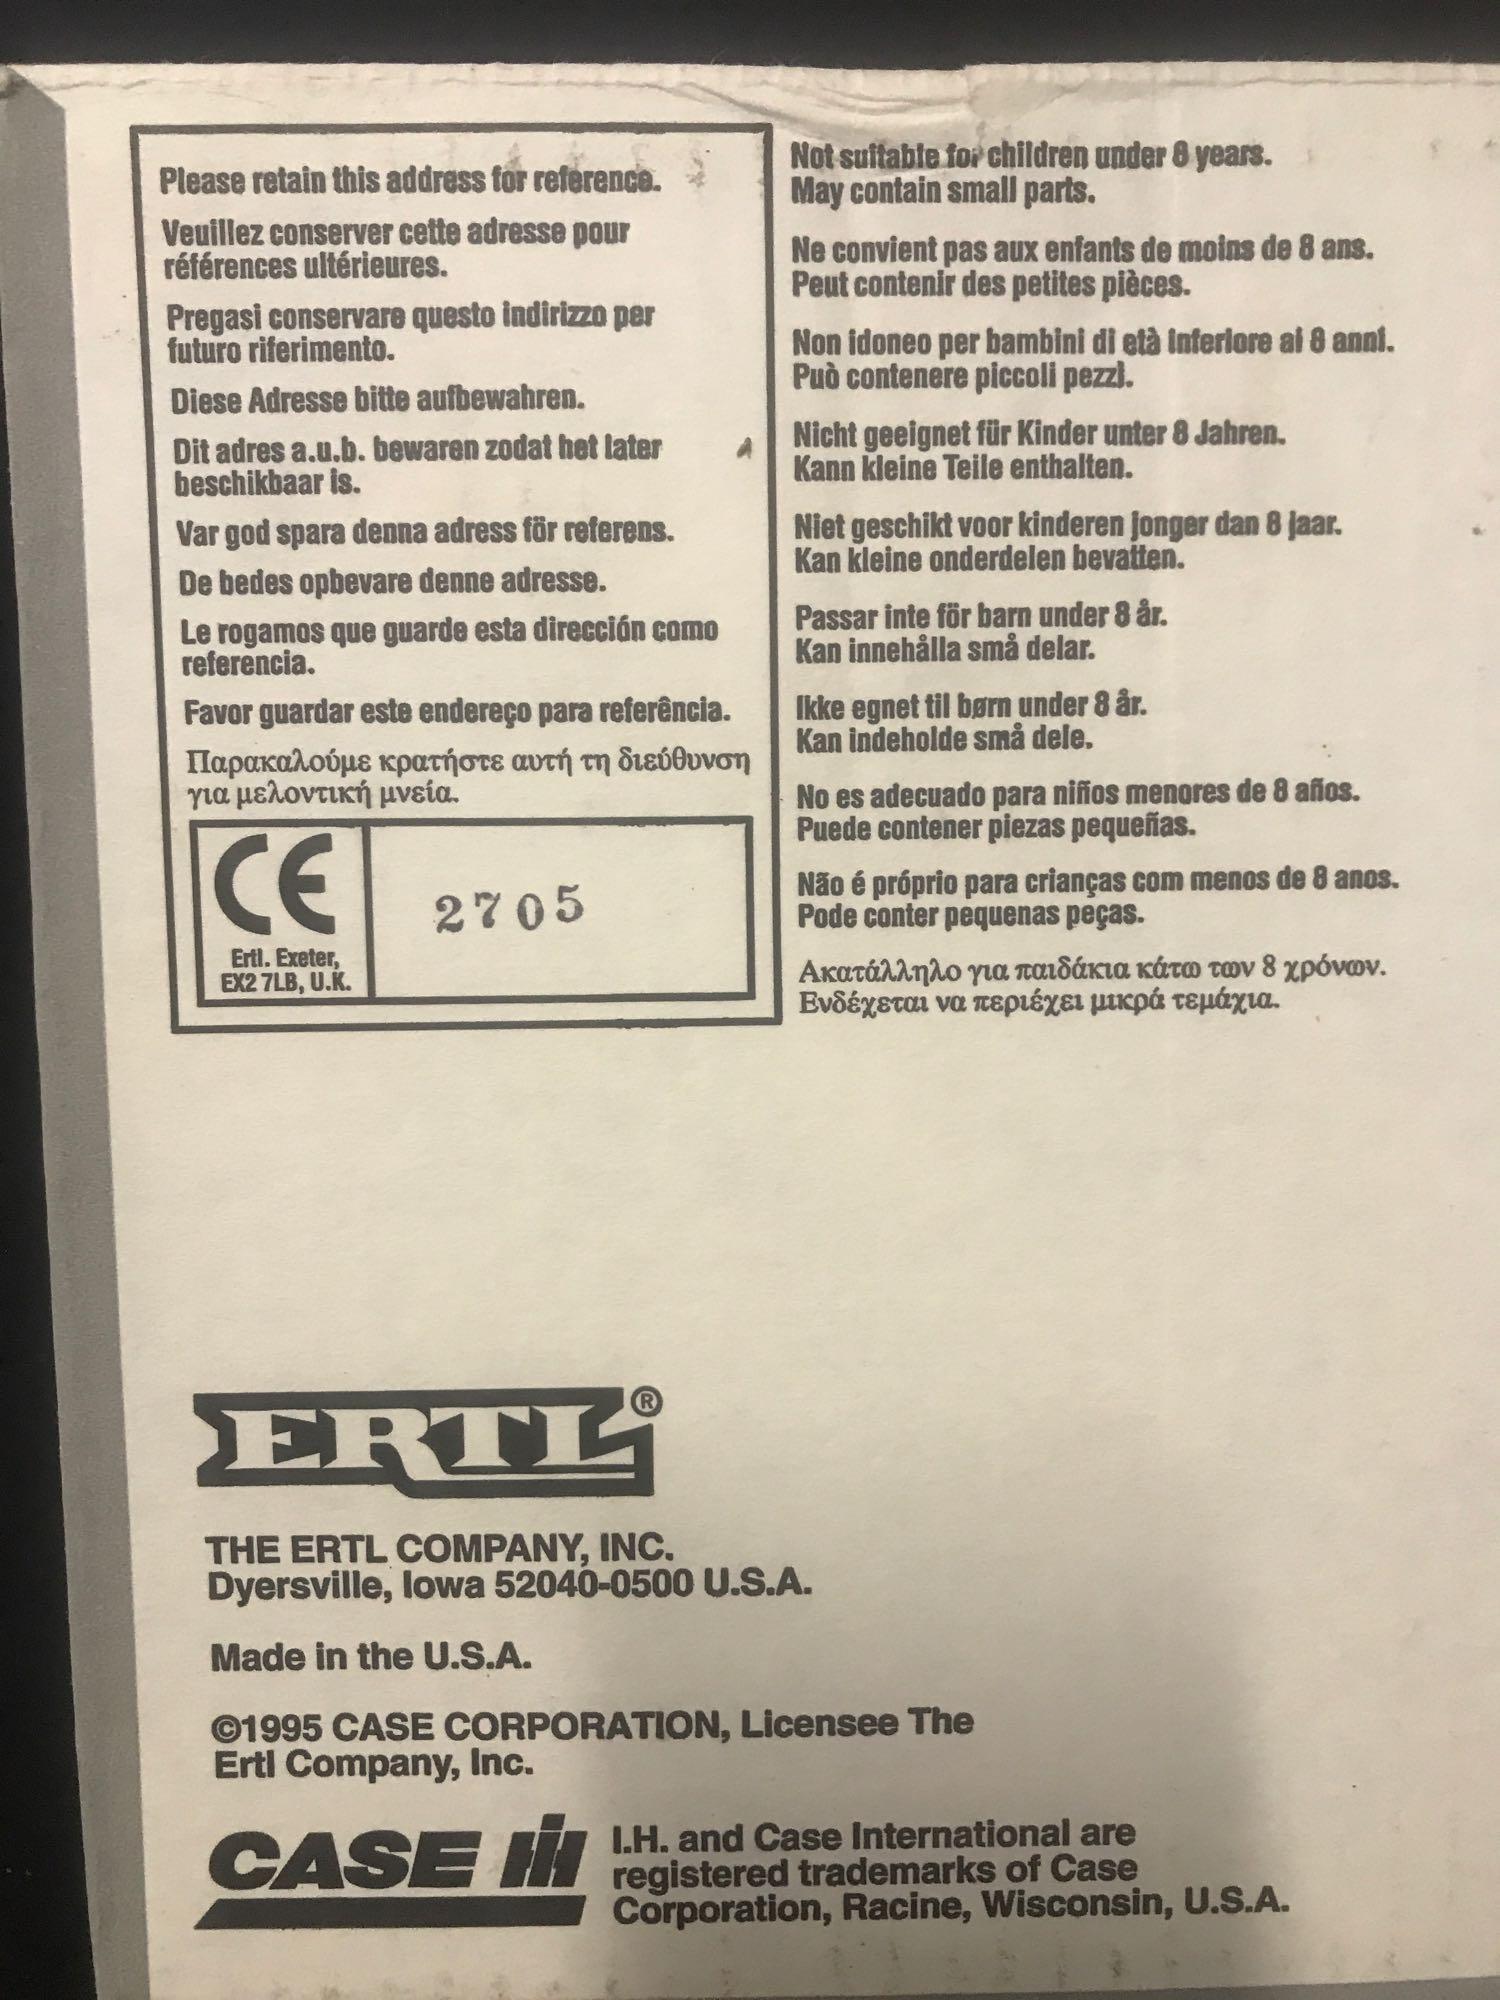 Please retain this address for reference.
Veuillez conserver cette adresse pour
références ultérieures.
Pregasi conservare questo indirizzo per
futuro riferimento.
Diese Adresse bitte aufbewahren.
Dit adres a.u.b. bewaren zodat het later
beschikbaar is.
Var god spara denna adress för referens.
De bedes opbevare denne adresse.
Le rogamos que guarde esta dirección como
referencia.
Favor guardar este endereço para referência.
Παρακαλούμε κρατήστε αυτή τη διεύθυνση
για μελοντική μνεία.
CE
Ertl. Exeter,
EX2 7LB, U.K.
2705
Not suitable for children under 8 years.
May contain small parts.
Ne convient pas aux enfants de moins de 8 ans.
Peut contenir des petites pièces.
Non idoneo per bambini di età inferiore ai 8 anni.
Può contenere piccoli pezzi.
Nicht geeignet für Kinder unter 8 Jahren.
Kann kleine Teile enthalten.
Niet geschikt voor kinderen jonger dan 8 jaar.
Kan kleine onderdelen bevatten.
Passar inte för barn under 8 år.
Kan innehålla små delar.
Ikke egnet til børn under 8 år.
Kan indeholde små dele.
No es adecuado para niños menores de 8 años.
Puede contener piezas pequeñas.
Não é próprio para crianças com menos de 8 anos.
Pode conter pequenas peças.
Ακατάλληλο για παιδάκια κάτω των 8 χρόνων.
Ενδέχεται να περιέχει μικρά τεμάχια.
ERTL®
THE ERTL COMPANY, INC.
Dyersville, Iowa 52040-0500 U.S.A.
Made in the U.S.A.
©1995 CASE CORPORATION, Licensee The
Ertl Company, Inc.
CASE IH
I.H. and Case International are
registered trademarks of Case
Corporation, Racine, Wisconsin, U.S.A.